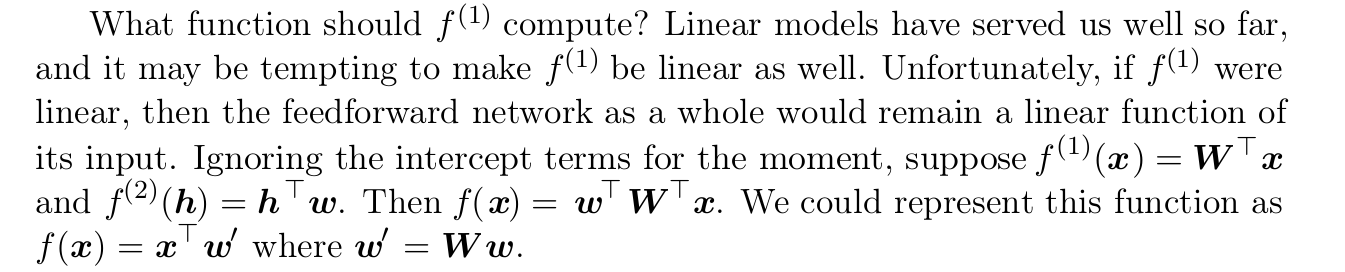 What function should f⁽¹⁾ compute? Linear models have served us well so far,
and it may be tempting to make f⁽¹⁾ be linear as well. Unfortunately, if f⁽¹⁾ were
linear, then the feedforward network as a whole would remain a linear function of
its input. Ignoring the intercept terms for the moment, suppose f⁽¹⁾(x) = W⊤x
and f⁽²⁾(h) = h⊤w. Then f(x) = w⊤W⊤x. We could represent this function as
f(x) = x⊤w′ where w′ = Ww.